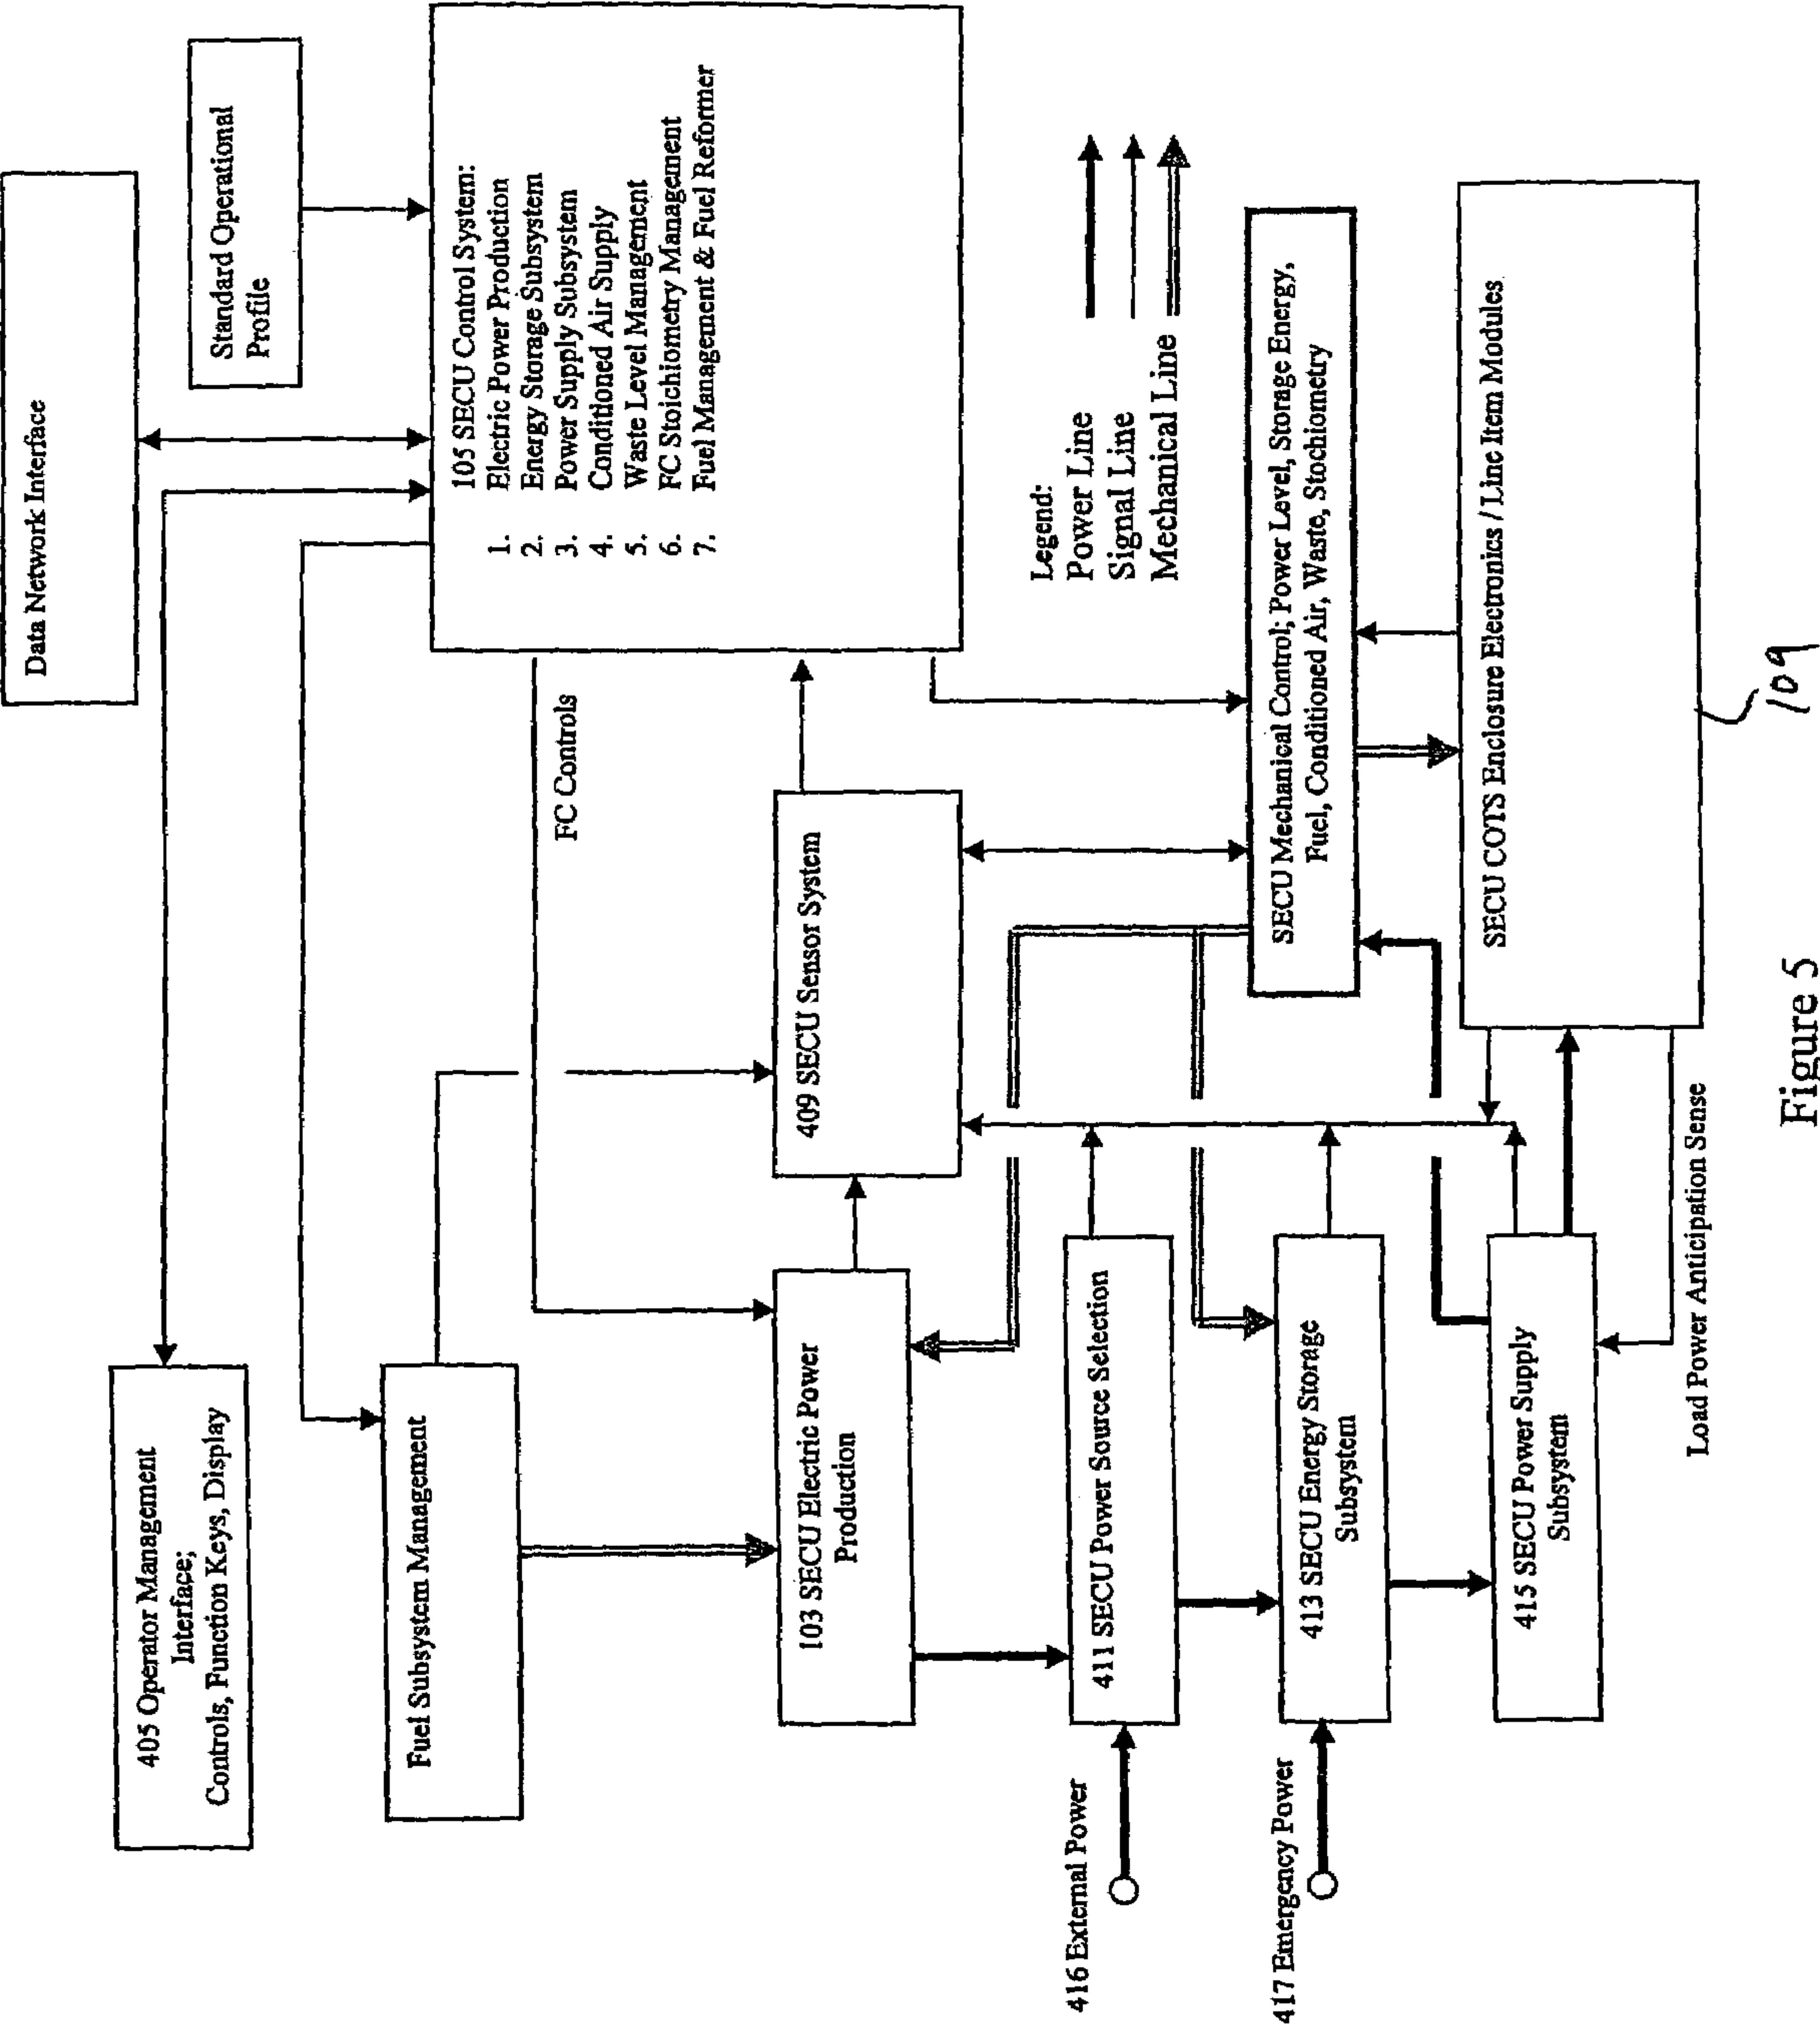 Data Network Interface
Standard Operational
Profile
405 Operator Management
Interface;
Controls, Function Keys, Display
Fuel Subsystem Management
105 SECU Control System:
1. Electric Power Production
2. Energy Storage Subsystem
3. Power Supply Subsystem
4. Conditioned Air Supply
5. Waste Level Management
6. FC Stoichiometry Management
7. Fuel Management & Fuel Reformer
FC Controls
103 SECU Electric Power
Production
409 SECU Sensor System
Legend:
Power Line
Signal Line
Mechanical Line
416 External Power
411 SECU Power Source Selection
417 Emergency Power
413 SECU Energy Storage
Subsystem
SECU Mechanical Control; Power Level, Storage Energy,
Fuel, Conditioned Air, Waste, Stochiometry
415 SECU Power Supply
Subsystem
SECU COTS Enclosure Electronics / Line Item Modules
Load Power Anticipation Sense
109
Figure 5